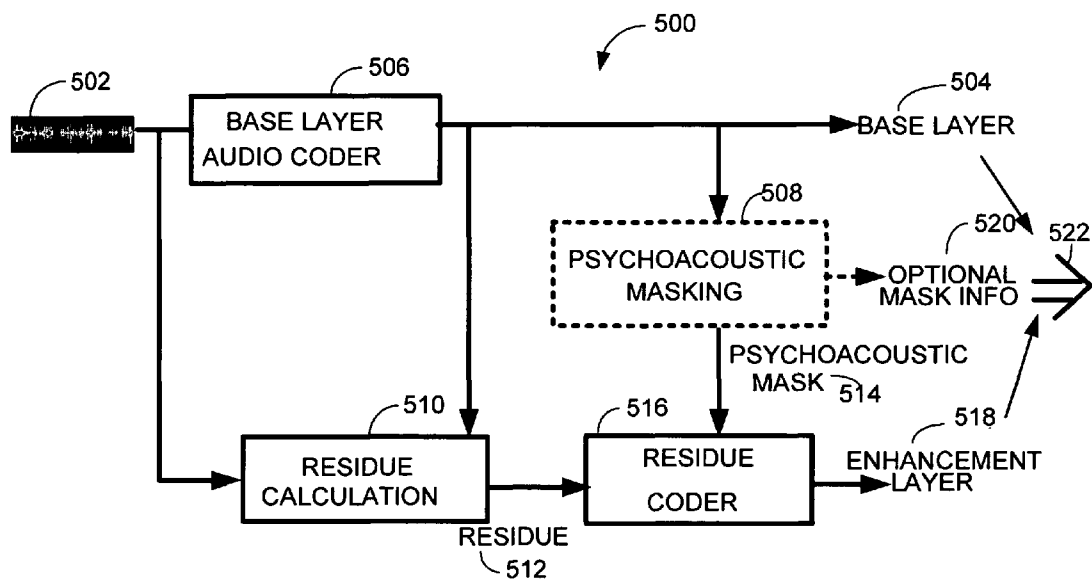 500
502
506
504
BASE LAYER
AUDIO CODER
BASE LAYER
508
520
522
PSYCHOACOUSTIC
MASKING
OPTIONAL
MASK INFO
PSYCHOACOUSTIC
MASK 514
510
516
518
RESIDUE
CALCULATION
RESIDUE
CODER
ENHANCEMENT
LAYER
RESIDUE
512